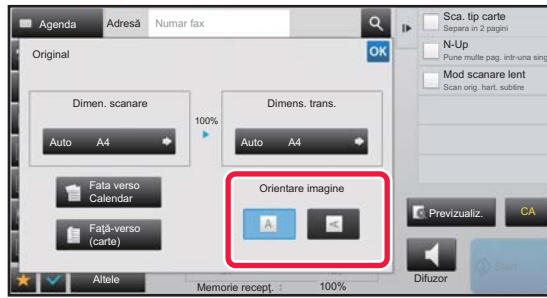 Agenda
Adresă
Numar fax
Sca. tip carte
Separa in 2 pagini
Original
OK
N-Up
Pune multe pag. intr-una sing
Mod scanare lent
Scan orig. hart. subtire
Dimen. scanare
100%
Dimens. trans.
Auto A4
Auto A4
Fata verso
Calendar
Faţă-verso
(carte)
Orientare imagine
A
A
Previzualiz.
CA
Altele
Memorie recepţ. :
100%
Difuzor
Start